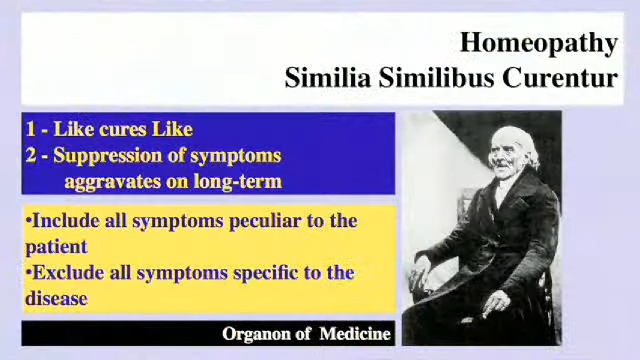 Homeopathy
Similia Similibus Curentur
1 - Like cures Like
2 - Suppression of symptoms
aggravates on long-term
•Include all symptoms peculiar to the
patient
•Exclude all symptoms specific to the
disease
Organon of Medicine